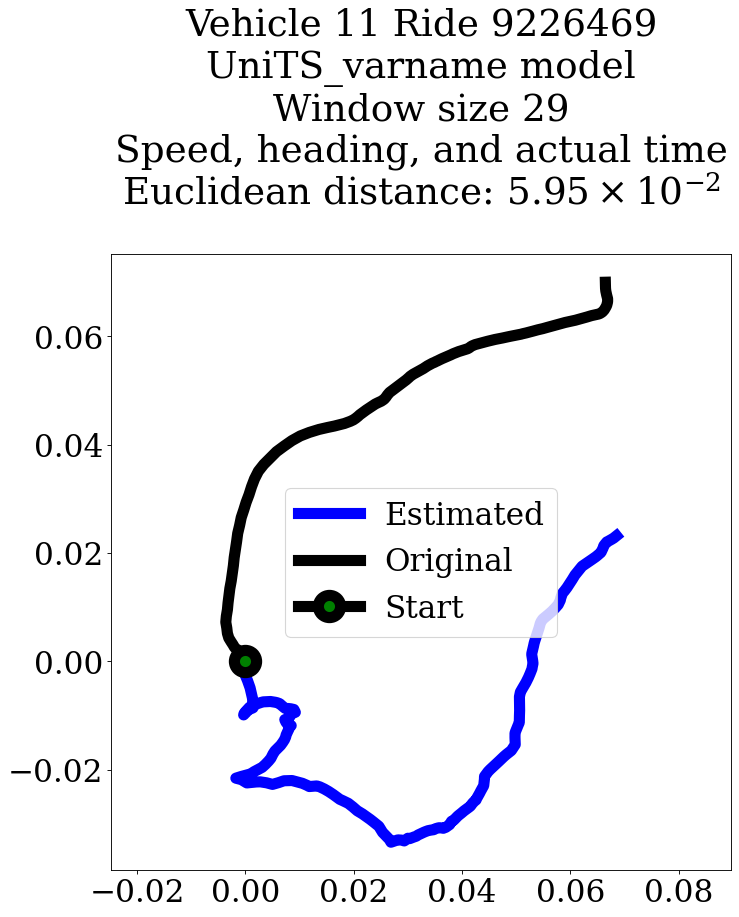 Vehicle 11 Ride 9226469
UniTS_varname model
Window size 29
Speed, heading, and actual time
Euclidean distance: 5.95 × 10⁻²
0.06
0.04
0.02
0.00
−0.02
Estimated
Original
Start
−0.02 0.00 0.02 0.04 0.06 0.08